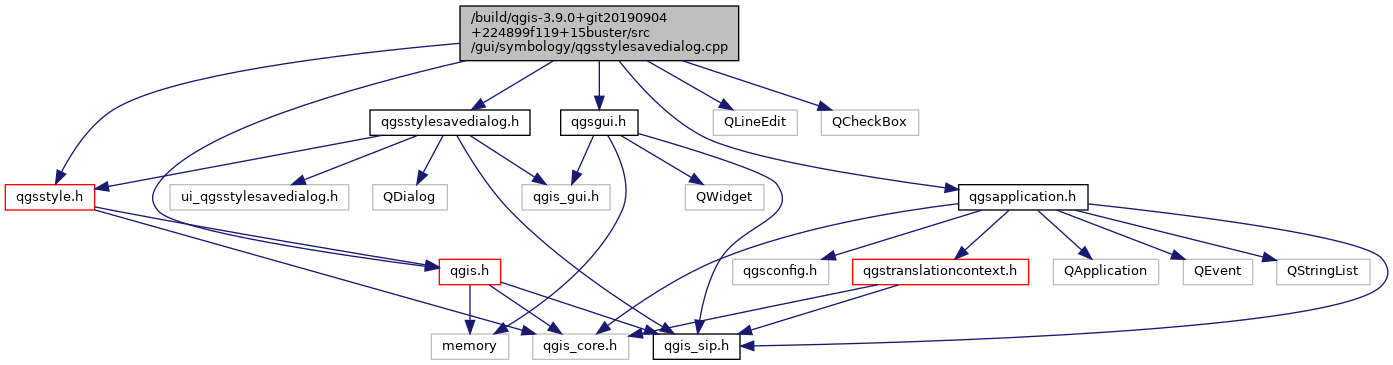 /build/qgis-3.9.0+git20190904
+224899f119+15buster/src
/gui/symbology/qgsstylesavedialog.cpp
qgsstylesavedialog.h
qgsgui.h
QLineEdit
QCheckBox
qgsstyle.h
ui_qgsstylesavedialog.h
QDialog
qgis_gui.h
QWidget
qgsapplication.h
qgis.h
qgsconfig.h
qgstranslationcontext.h
QApplication
QEvent
QStringList
memory
qgis_core.h
qgis_sip.h